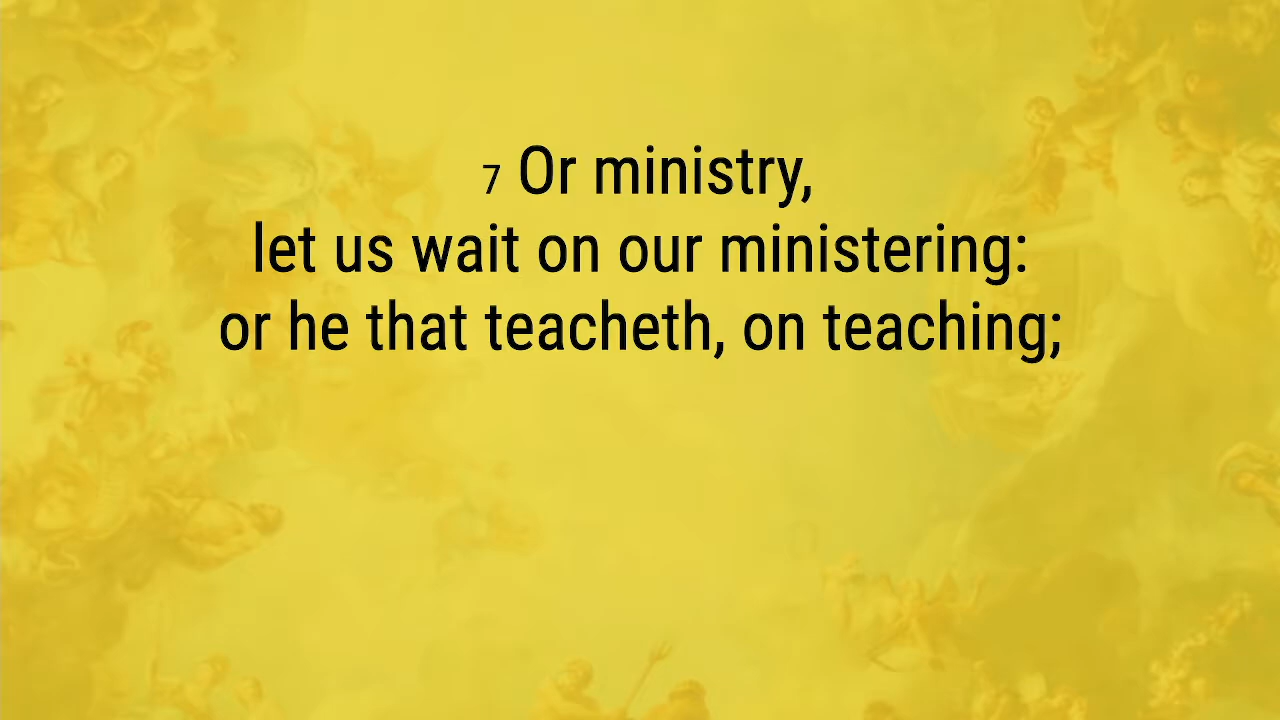 7 Or ministry,
let us wait on our ministering:
or he that teacheth, on teaching;